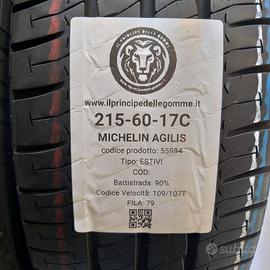 IL PRINCIPE DELLE GOMME
www.ilprincipedellegomme.it
215-60-17C
MICHELIN AGILIS
codice prodotto: 55984
Tipo: ESTIVI
COD:
Battistrada: 90%
Codice Velocità: 109/107T
FILA: 79
subito